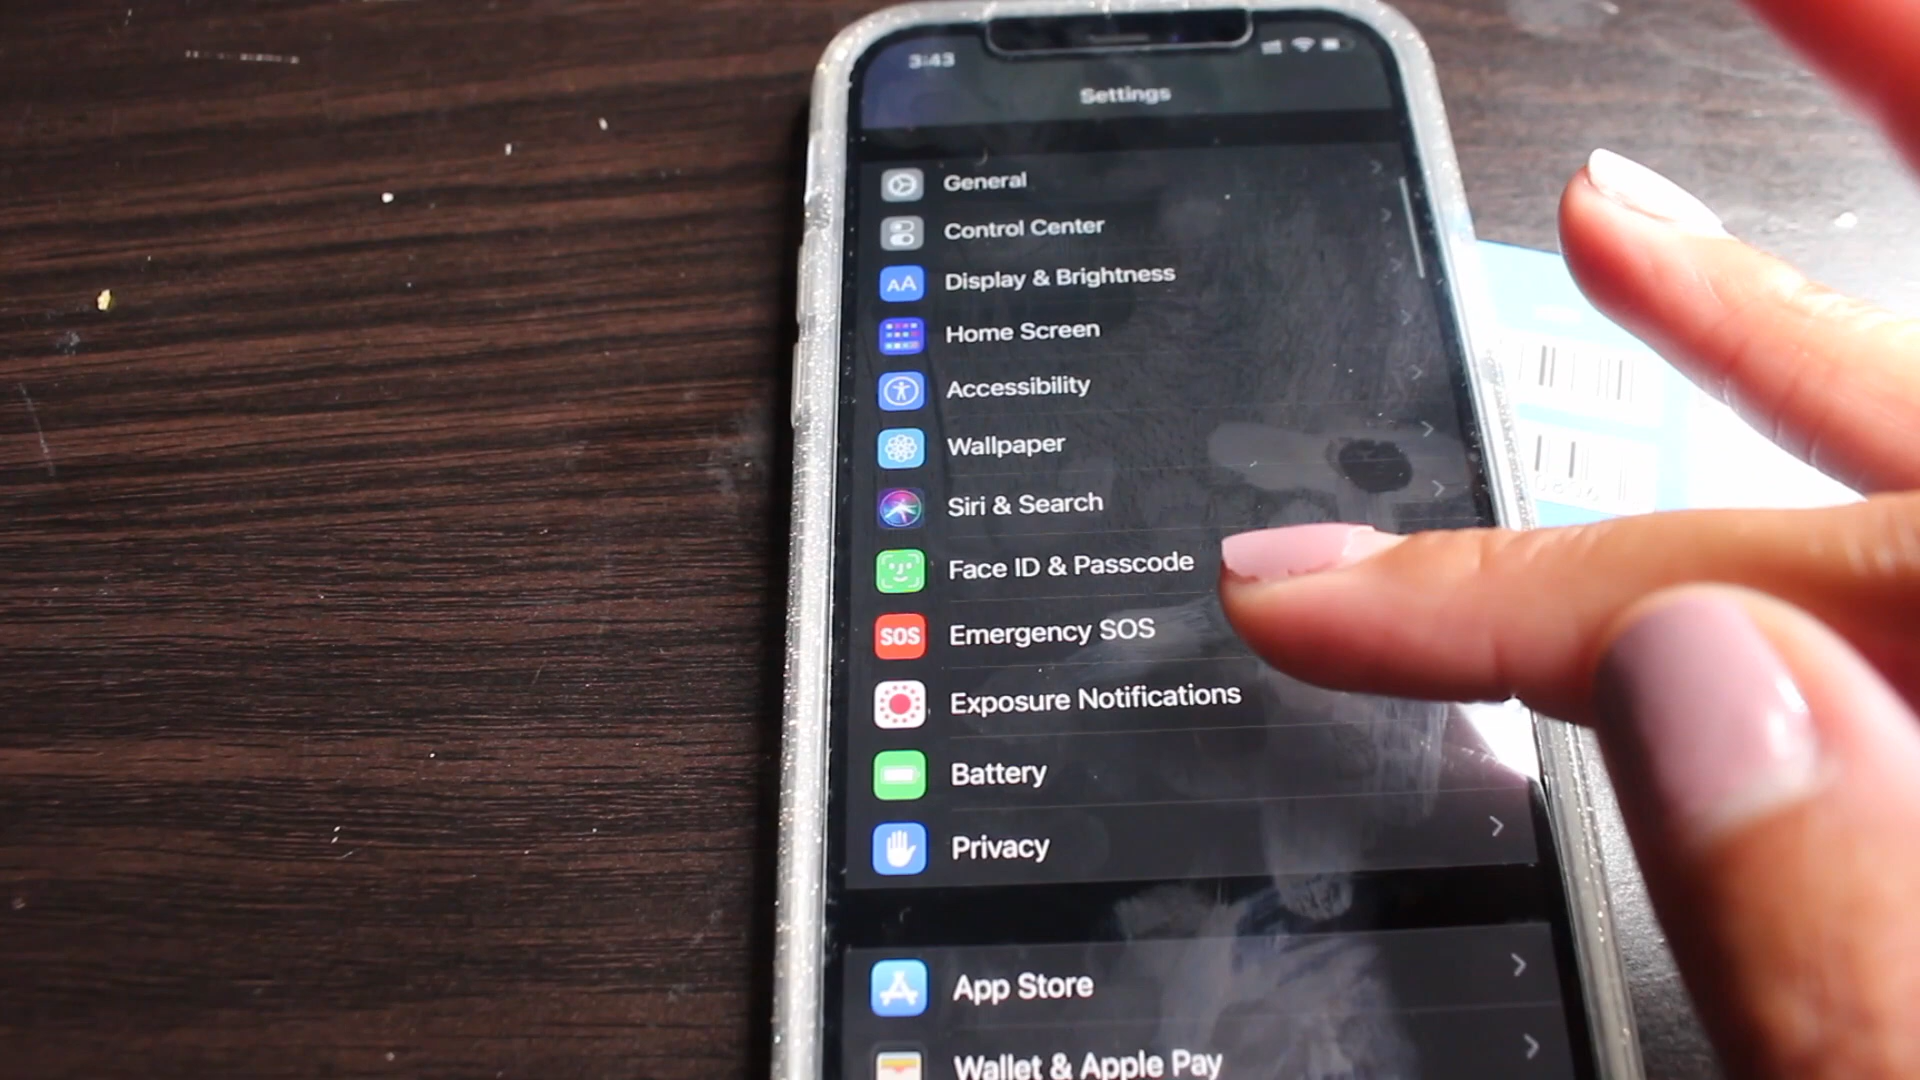 3:43
Settings
General
Control Center
AA Display & Brightness
Home Screen
Accessibility
Wallpaper
Siri & Search
Face ID & Passcode
SOS Emergency SOS
Exposure Notifications
Battery
Privacy
App Store
Wallet & Apple Pay